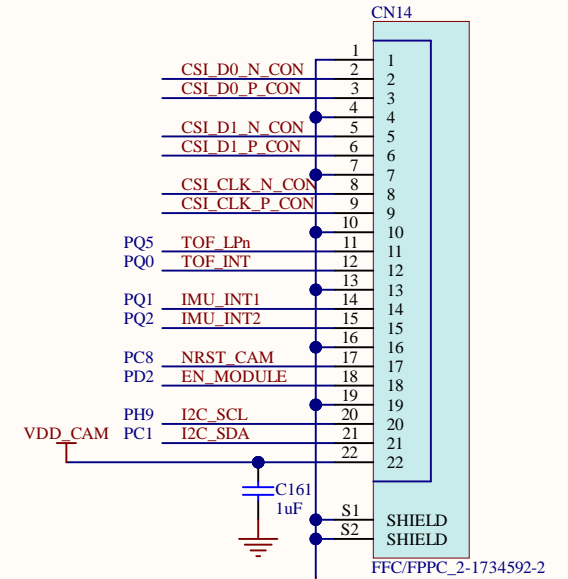 CN14
1 1
CSI_D0_N_CON 2 2
CSI_D0_P_CON 3 3
4 4
CSI_D1_N_CON 5 5
CSI_D1_P_CON 6 6
7 7
CSI_CLK_N_CON 8 8
CSI_CLK_P_CON 9 9
10 10
PQ5 TOF_LPn 11 11
PQ0 TOF_INT 12 12
13 13
PQ1 IMU_INT1 14 14
PQ2 IMU_INT2 15 15
16 16
PC8 NRST_CAM 17 17
PD2 EN_MODULE 18 18
19 19
PH9 I2C_SCL 20 20
VDD_CAM PC1 I2C_SDA 21 21
22 22
C161
1uF
S1 SHIELD
S2 SHIELD
FFC/FPPC_2-1734592-2